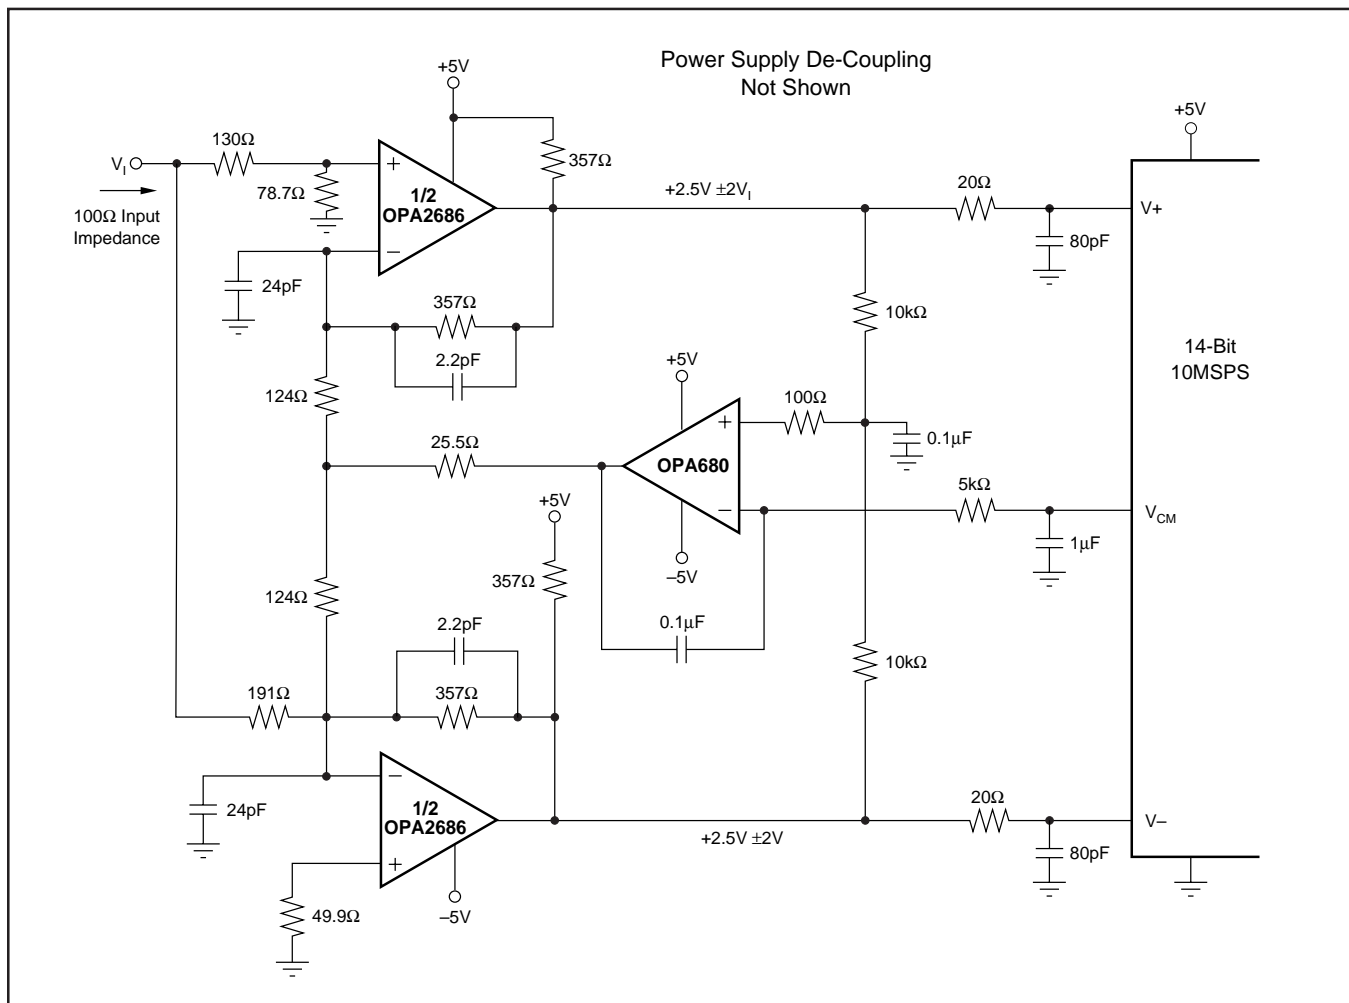 Power Supply De-Coupling
Not Shown
+5V
+5V
130Ω
V_I
357Ω
78.7Ω
+
1/2
OPA2686
−
+2.5V ±2V_I
20Ω
V+
100Ω Input
Impedance
80pF
24pF
357Ω
2.2pF
10kΩ
14-Bit
10MSPS
+5V
124Ω
100Ω
+
0.1µF
25.5Ω
OPA680
5kΩ
+5V
−
V_CM
1µF
–5V
357Ω
124Ω
2.2pF
0.1µF
10kΩ
191Ω
357Ω
−
24pF
1/2
OPA2686
20Ω
V–
+2.5V ±2V
80pF
+
–5V
49.9Ω